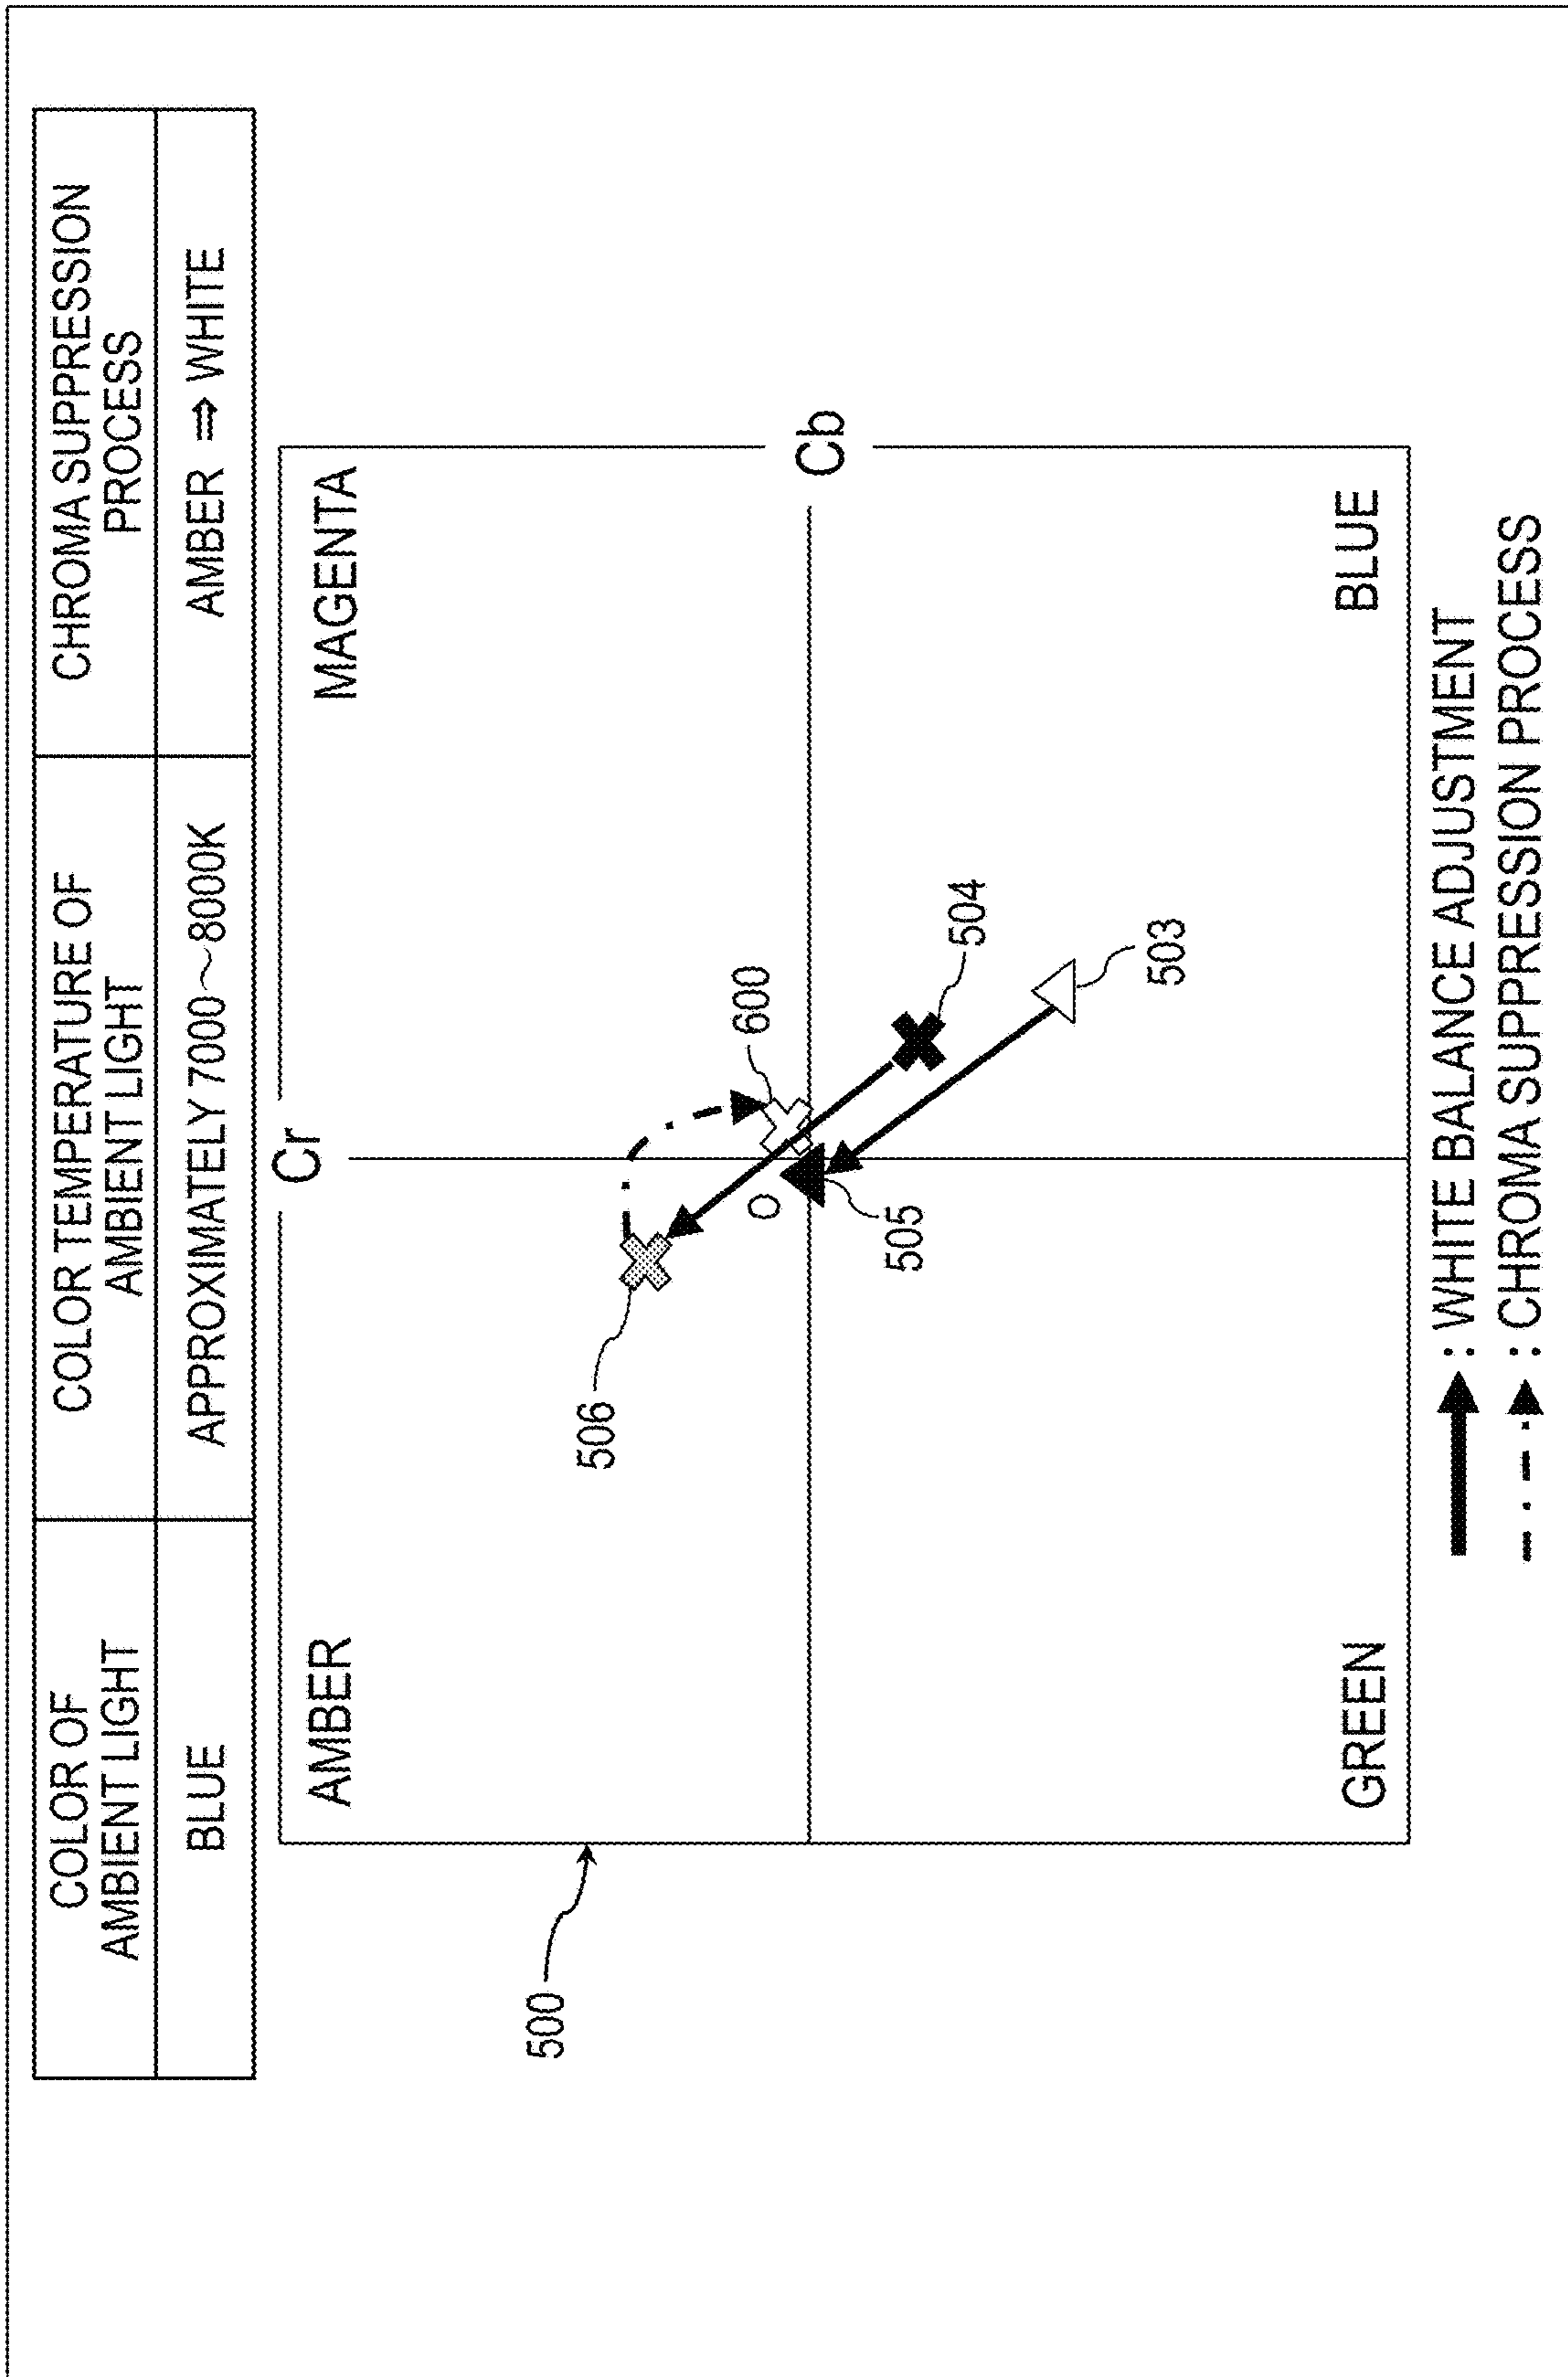 COLOR OF
AMBIENT LIGHT
COLOR TEMPERATURE OF
AMBIENT LIGHT
CHROMA SUPPRESSION
PROCESS
BLUE
APPROXIMATELY 7000～8000K
AMBER ⇒ WHITE
Cr
AMBER
MAGENTA
500
506
600
O
Cb
505
504
503
GREEN
BLUE
: WHITE BALANCE ADJUSTMENT
: CHROMA SUPPRESSION PROCESS